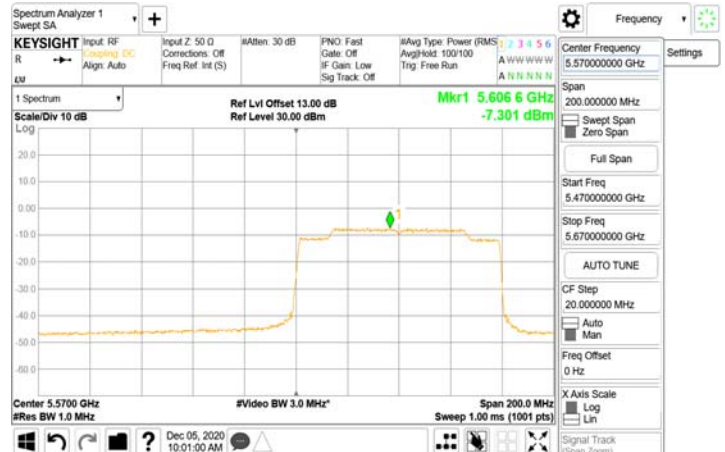 Spectrum Analyzer 1
Swept SA
+
Frequency
KEYSIGHT
R
Input: RF
Coupling: DC
Align: Auto
Input Z: 50 Ω
Corrections: Off
Freq Ref: Int (S)
#Atten: 30 dB
PNO: Fast
Gate: Off
IF Gain: Low
Sig Track: Off
#Avg Type: Power (RMS
Avg|Hold: 100/100
Trig: Free Run
1 2 3 4 5 6
A W W W W W
A N N N N N
1 Spectrum
Scale/Div 10 dB
Log
Ref Lvl Offset 13.00 dB
Ref Level 30.00 dBm
Mkr1 5.606 6 GHz
-7.301 dBm
20.0
10.0
0.00
-10.0
-20.0
-30.0
-40.0
-50.0
-60.0
1
Center 5.5700 GHz
#Res BW 1.0 MHz
#Video BW 3.0 MHz*
Span 200.0 MHz
Sweep 1.00 ms (1001 pts)
?
Dec 05, 2020
10:01:00 AM
Center Frequency
5.570000000 GHz
Settings
Span
200.000000 MHz
Swept Span
Zero Span
Full Span
Start Freq
5.470000000 GHz
Stop Freq
5.670000000 GHz
AUTO TUNE
CF Step
20.000000 MHz
Auto
Man
Freq Offset
0 Hz
X Axis Scale
Log
Lin
Signal Track
(Span Zoom)